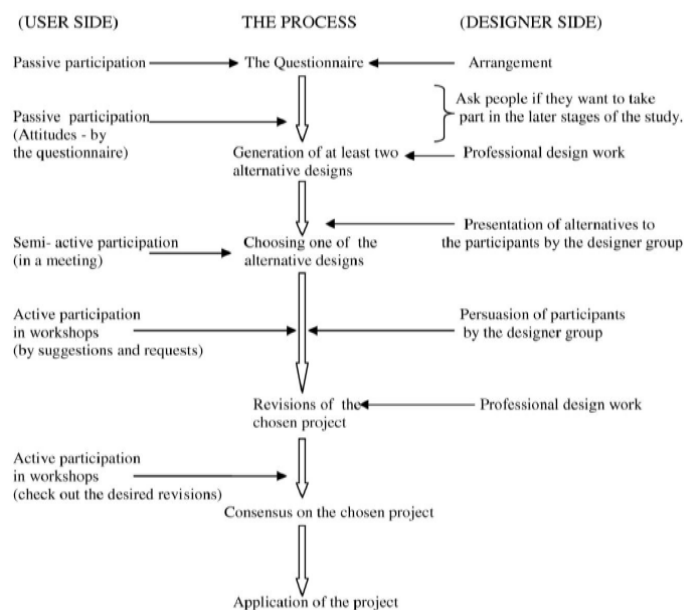 (USER SIDE) THE PROCESS (DESIGNER SIDE)
Passive participation The Questionnaire Arrangement
Passive participation
(Attitudes - by
the questionnaire)
Ask people if they want to take
part in the later stages of the study.
Generation of at least two
alternative designs
Professional design work
Presentation of alternatives to
the participants by the designer group
Semi- active participation
(in a meeting)
Choosing one of the
alternative designs
Active participation
in workshops
(by suggestions and requests)
Persuasion of participants
by the designer group
Revisions of the
chosen project
Professional design work
Active participation
in workshops
(check out the desired revisions)
Consensus on the chosen project
Application of the project